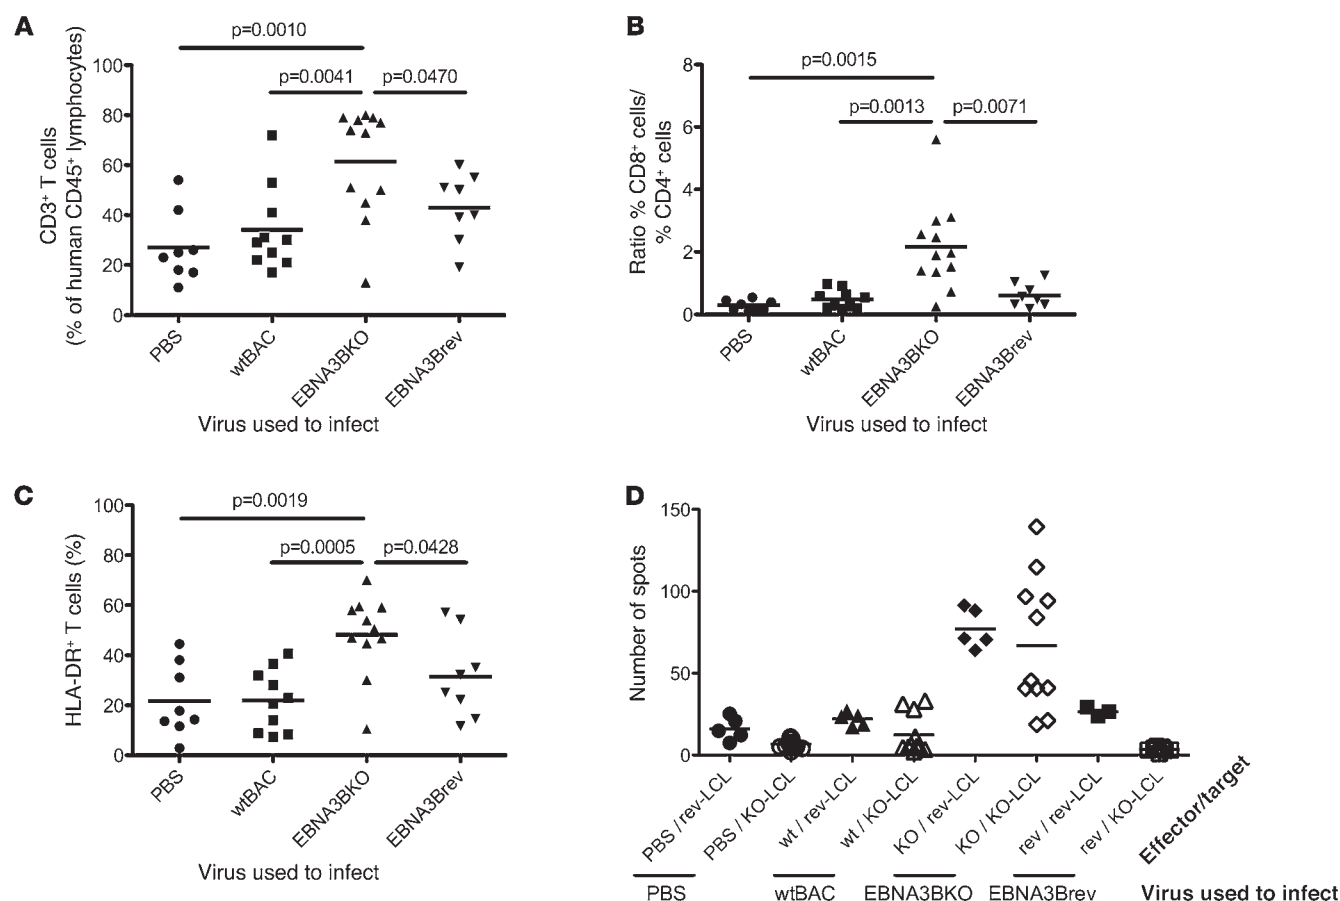 A
p=0.0010
p=0.0041
p=0.0470
CD3+ T cells
(% of human CD45+ lymphocytes)
100
80
60
40
20
0
PBS
wtBAC
EBNA3BKO
EBNA3Brev
Virus used to infect
B
p=0.0015
p=0.0013
p=0.0071
Ratio % CD8+ cells/
% CD4+ cells
8
6
4
2
0
PBS
wtBAC
EBNA3BKO
EBNA3Brev
Virus used to infect
C
p=0.0019
p=0.0005
p=0.0428
HLA-DR+ T cells (%)
100
80
60
40
20
0
PBS
wtBAC
EBNA3BKO
EBNA3Brev
Virus used to infect
D
Number of spots
150
100
50
0
PBS / rev-LCL
PBS / KO-LCL
wt / rev-LCL
wt / KO-LCL
KO / rev-LCL
KO / KO-LCL
rev / rev-LCL
rev / KO-LCL
Effector/target
PBS
wtBAC
EBNA3BKO
EBNA3Brev
Virus used to infect